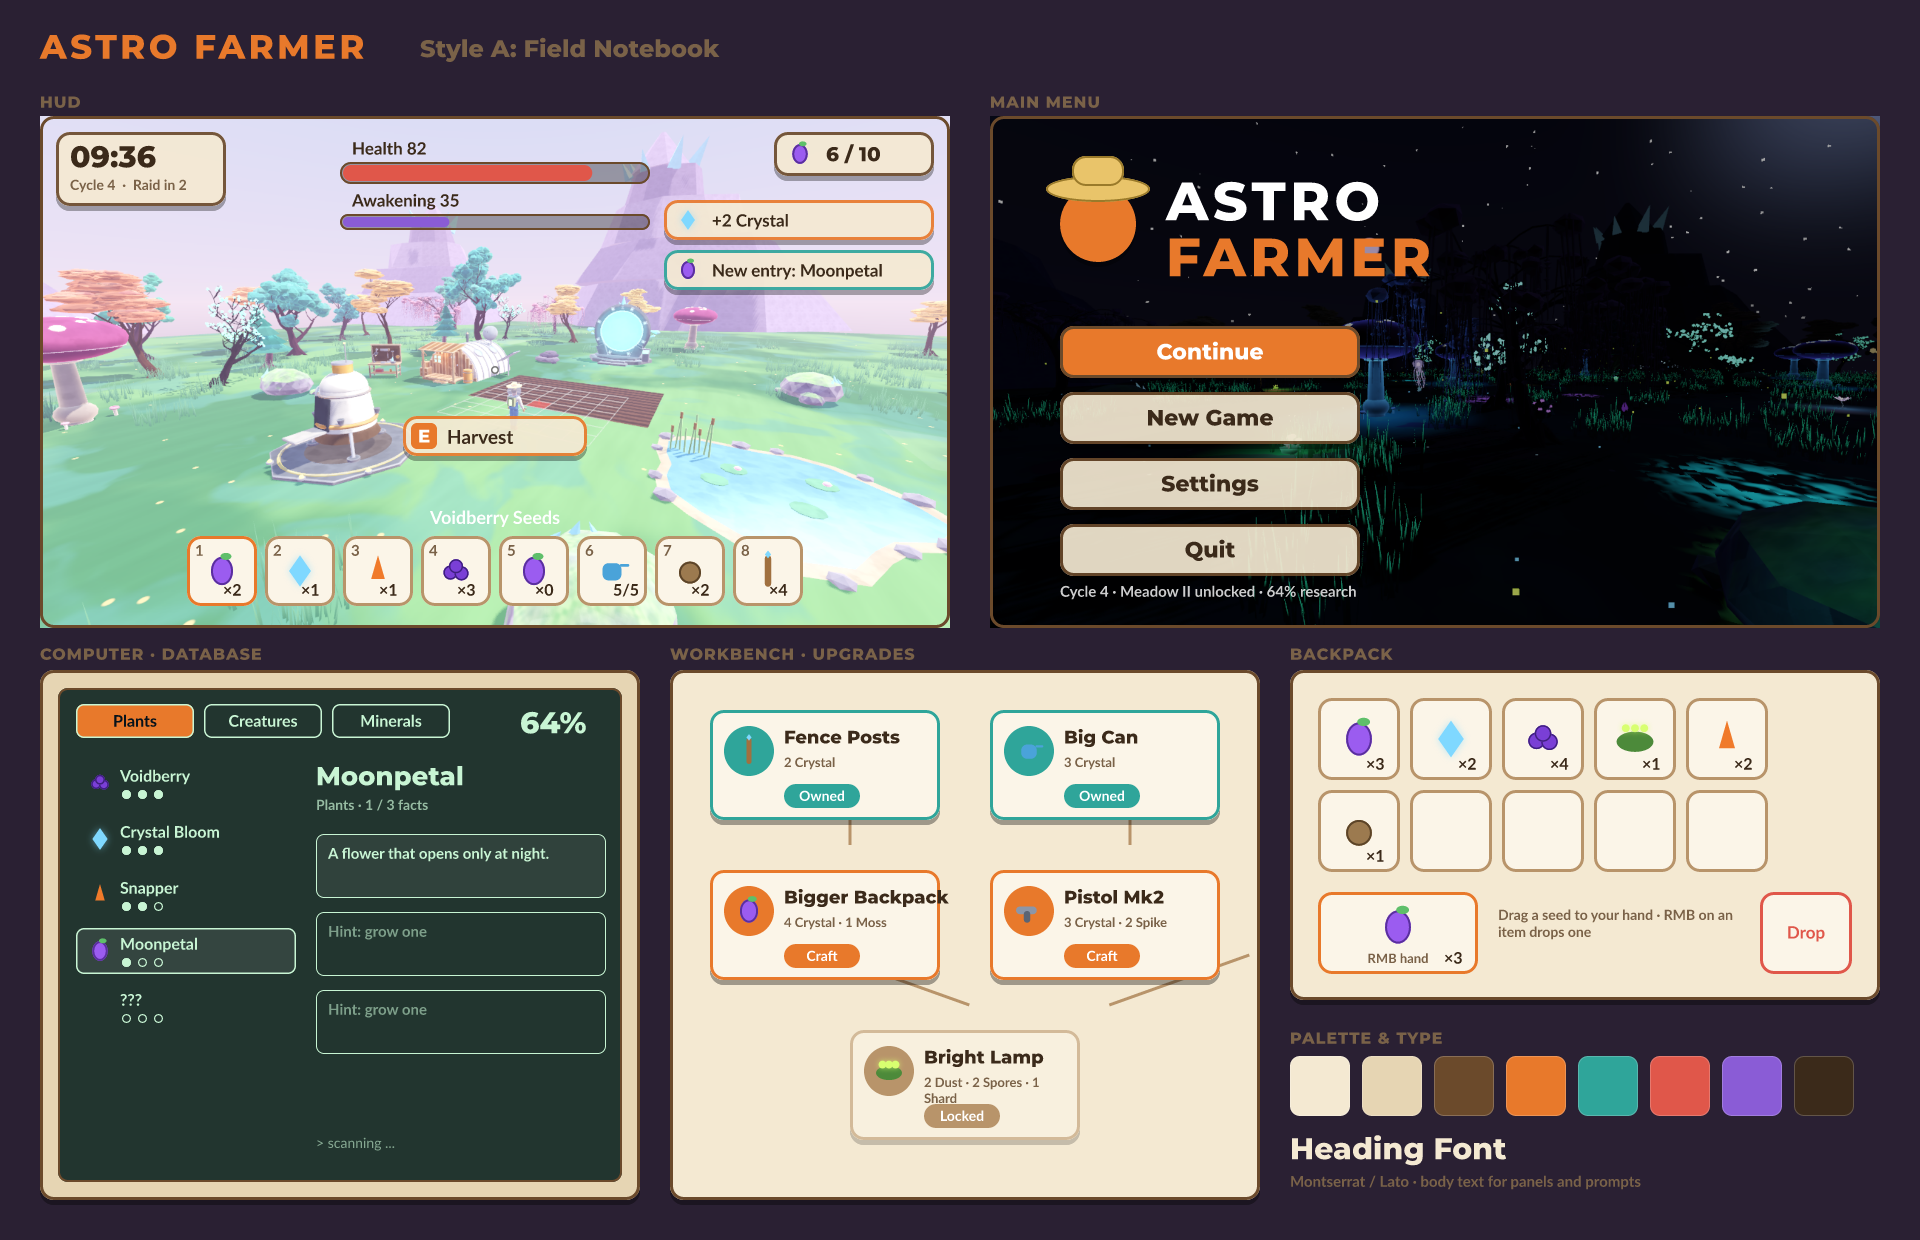 ASTRO FARMER
Style A: Field Notebook
HUD
09:36
Cycle 4 · Raid in 2
Health 82
Awakening 35
6 / 10
+2 Crystal
New entry: Moonpetal
E Harvest
Voidberry Seeds
1 ×2
2 ×1
3 ×1
4 ×3
5 ×0
6 5/5
7 ×2
8 ×4
MAIN MENU
ASTRO
FARMER
Continue
New Game
Settings
Quit
Cycle 4 · Meadow II unlocked · 64% research
COMPUTER · DATABASE
Plants
Creatures
Minerals
64%
Voidberry
Crystal Bloom
Snapper
Moonpetal
???
Moonpetal
Plants · 1 / 3 facts
A flower that opens only at night.
Hint: grow one
Hint: grow one
> scanning ...
WORKBENCH · UPGRADES
Fence Posts
2 Crystal
Owned
Big Can
3 Crystal
Owned
Bigger Backpack
4 Crystal · 1 Moss
Craft
Pistol Mk2
3 Crystal · 2 Spike
Craft
Bright Lamp
2 Dust · 2 Spores · 1
Shard
Locked
BACKPACK
×3
×2
×4
×1
×2
×1
RMB hand ×3
Drag a seed to your hand · RMB on an
item drops one
Drop
PALETTE & TYPE
Heading Font
Montserrat / Lato · body text for panels and prompts